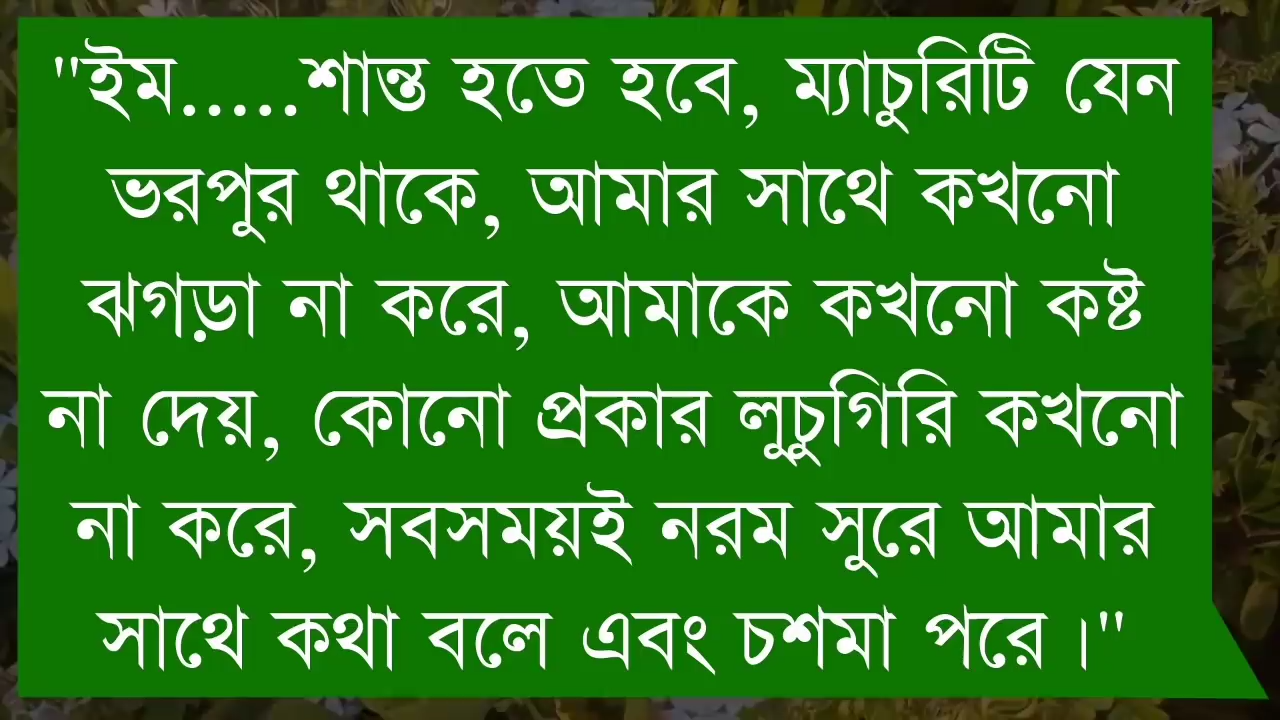 "ইম.....শান্ত হতে হবে, ম্যাচুরিটি যেন
ভরপুর থাকে, আমার সাথে কখনো
ঝগড়া না করে, আমাকে কখনো কষ্ট
না দেয়, কোনো প্রকার লুচুগিরি কখনো
না করে, সবসময়ই নরম সুরে আমার
সাথে কথা বলে এবং চশমা পরে।"